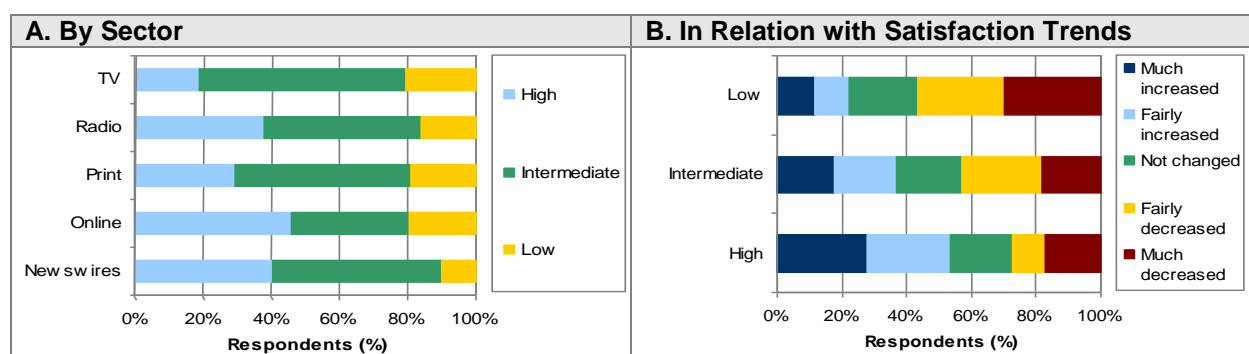 A. By Sector
TV
Radio
Print
Online
New sw ires
0%
20%
40%
60%
80%
100%
Respondents (%)
High
Intermediate
Low
B. In Relation with Satisfaction Trends
Low
Intermediate
High
0%
20%
40%
60%
80%
100%
Respondents (%)
Much
increased
Fairly
increased
Not changed
Fairly
decreased
Much
decreased